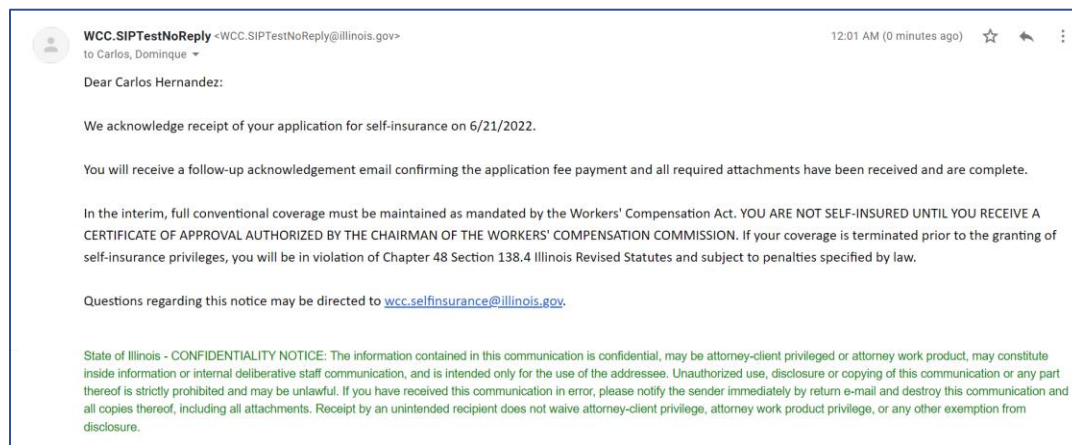 WCC.SIPTestNoReply <WCC.SIPTestNoReply@illinois.gov>
12:01 AM (0 minutes ago)
to Carlos, Dominque
Dear Carlos Hernandez:
We acknowledge receipt of your application for self-insurance on 6/21/2022.
You will receive a follow-up acknowledgement email confirming the application fee payment and all required attachments have been received and are complete.
In the interim, full conventional coverage must be maintained as mandated by the Workers' Compensation Act. YOU ARE NOT SELF-INSURED UNTIL YOU RECEIVE A
CERTIFICATE OF APPROVAL AUTHORIZED BY THE CHAIRMAN OF THE WORKERS' COMPENSATION COMMISSION. If your coverage is terminated prior to the granting of
self-insurance privileges, you will be in violation of Chapter 48 Section 138.4 Illinois Revised Statutes and subject to penalties specified by law.
Questions regarding this notice may be directed to wcc.selfinsurance@illinois.gov.
State of Illinois - CONFIDENTIALITY NOTICE: The information contained in this communication is confidential, may be attorney-client privileged or attorney work product, may constitute
inside information or internal deliberative staff communication, and is intended only for the use of the addressee. Unauthorized use, disclosure or copying of this communication or any part
thereof is strictly prohibited and may be unlawful. If you have received this communication in error, please notify the sender immediately by return e-mail and destroy this communication and
all copies thereof, including all attachments. Receipt by an unintended recipient does not waive attorney-client privilege, attorney work product privilege, or any other exemption from
disclosure.